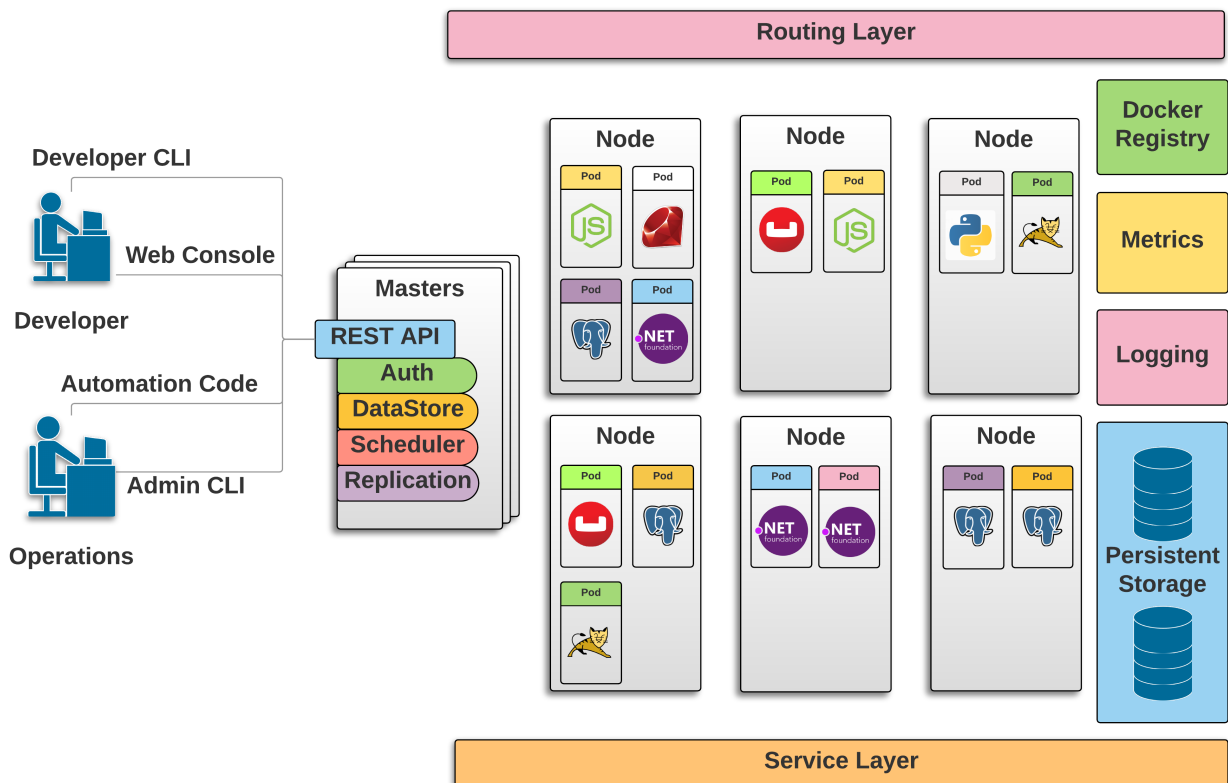 Routing Layer
Developer CLI
Web Console
Developer
Automation Code
Admin CLI
Operations
Masters
REST API
Auth
DataStore
Scheduler
Replication
Node
Pod
JS
Pod
Pod
Pod
.NET
foundation
Node
Pod
Pod
JS
Node
Pod
Pod
Node
Pod
Pod
Pod
Node
Pod
.NET
foundation
Pod
.NET
foundation
Node
Pod
Pod
Docker
Registry
Metrics
Logging
Persistent
Storage
Service Layer